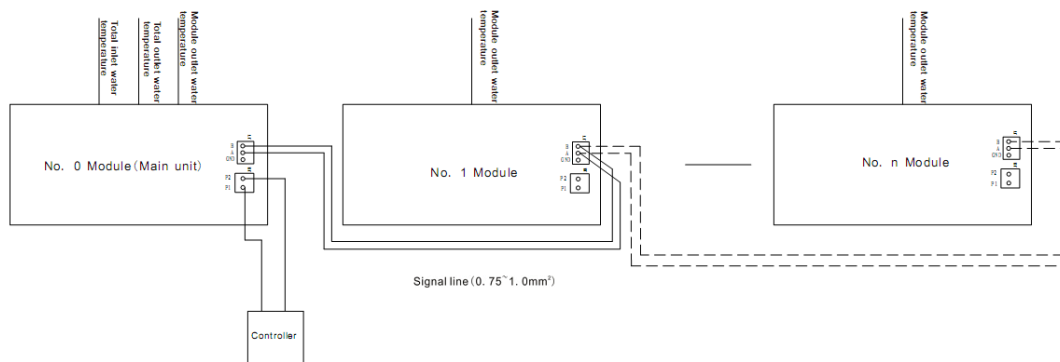 Total inlet water
temperature
Total outlet water
temperature
Module outlet water
temperature
Module outlet water
temperature
Module outlet water
temperature
No. 0 Module(Main unit)
B
A
GND
P2
P1
No. 1 Module
B
A
GND
P2
P1
No. n Module
B
A
GND
P2
P1
Signal line(0. 75~1. 0mm²)
Controller